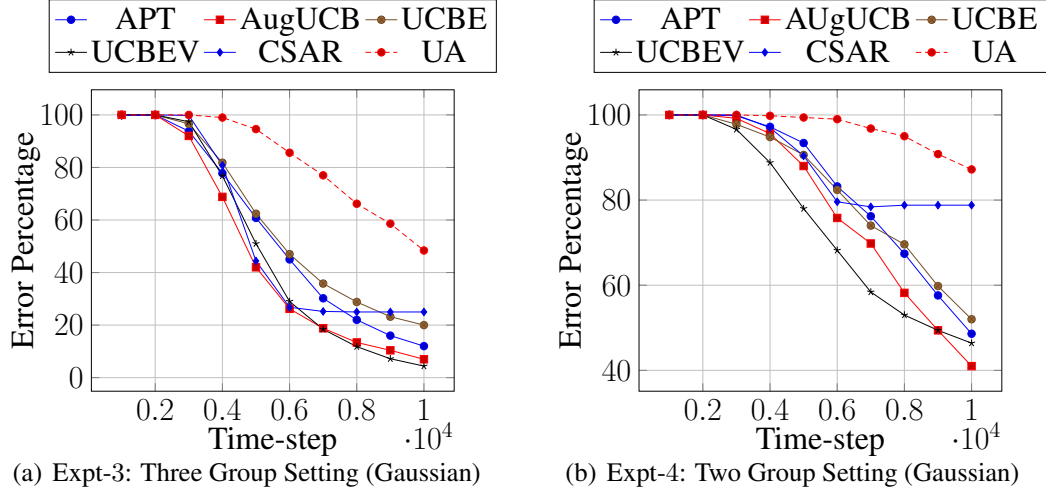 APT AugUCB UCBE
UCBEV CSAR UA
100
80
60
40
20
0
Error Percentage
0.2 0.4 0.6 0.8 1
Time-step ·10^4
(a) Expt-3: Three Group Setting (Gaussian)
APT AUgUCB UCBE
UCBEV CSAR UA
100
80
60
40
Error Percentage
0.2 0.4 0.6 0.8 1
Time-step ·10^4
(b) Expt-4: Two Group Setting (Gaussian)